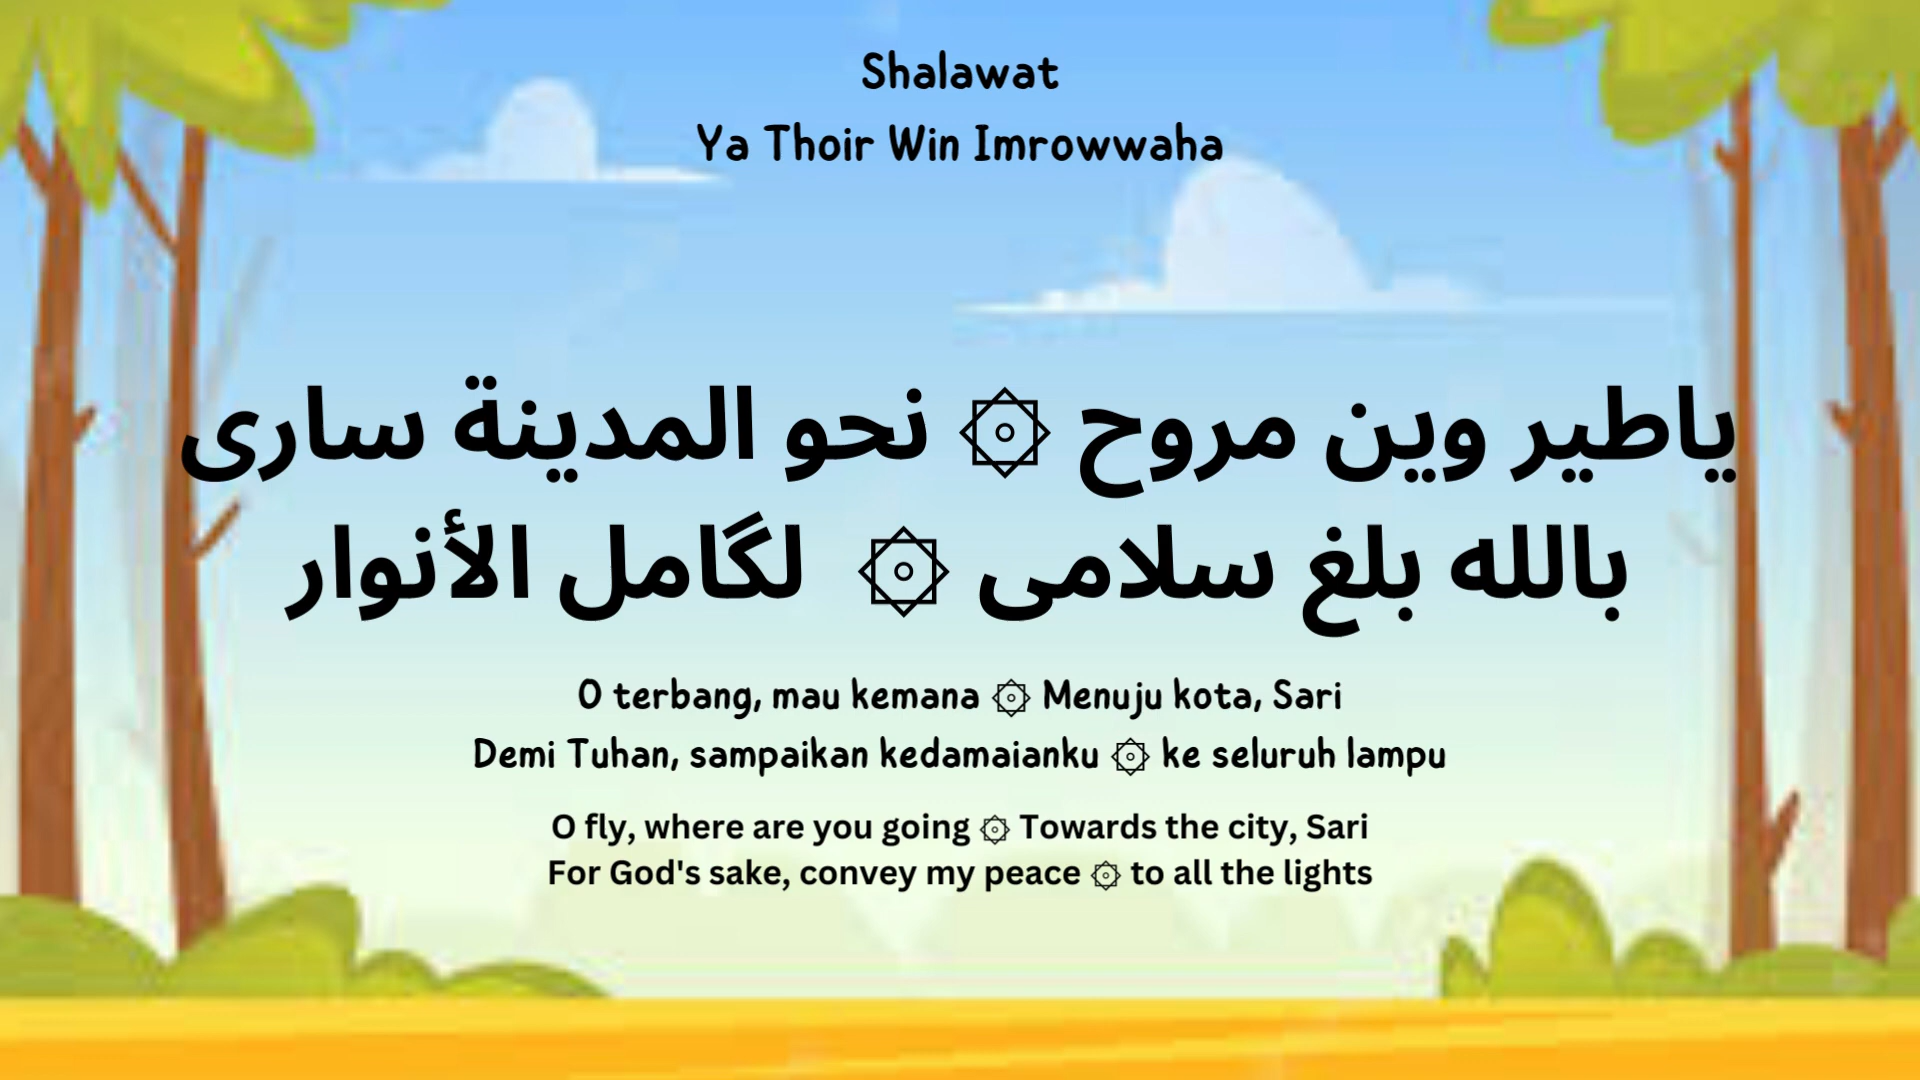 Shalawat
Ya Thoir Win Imrowwaha
ياطير وين مروح ۞ نحو المدينة سارى
بالله بلغ سلامى ۞ لگامل الأنوار
O terbang, mau kemana ۞ Menuju kota, Sari
Demi Tuhan, sampaikan kedamaianku ۞ ke seluruh lampu
O fly, where are you going ۞ Towards the city, Sari
For God's sake, convey my peace ۞ to all the lights